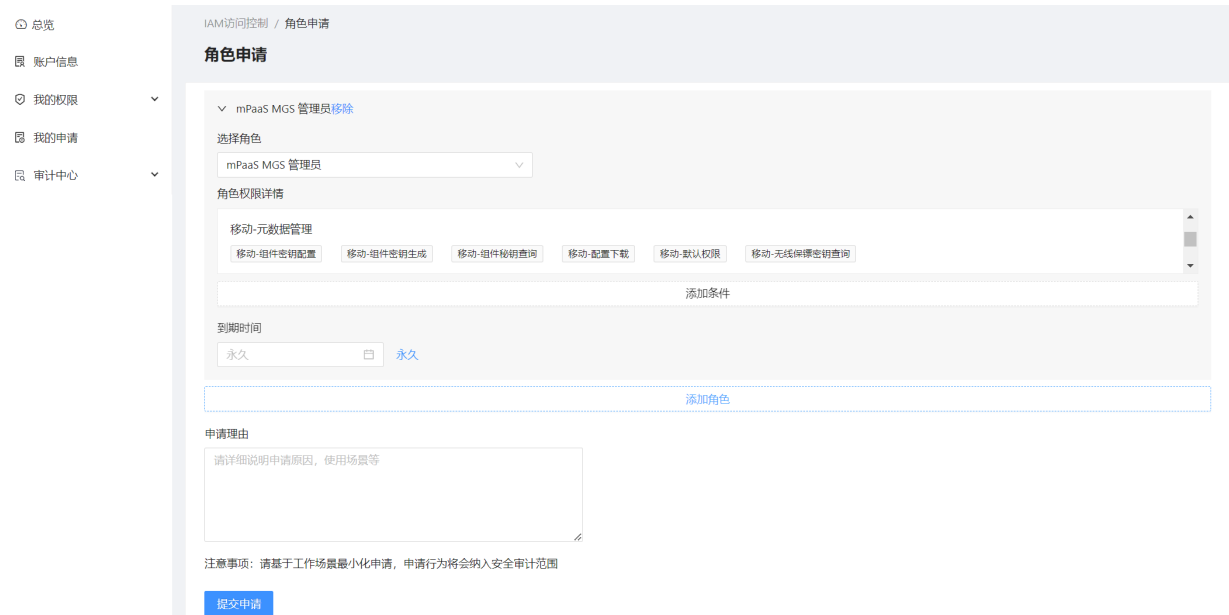 总览
账户信息
我的权限
我的申请
审计中心
IAM访问控制 / 角色申请
角色申请
mPaaS MGS 管理员移除
选择角色
mPaaS MGS 管理员
角色权限详情
移动-元数据管理
移动-组件密钥配置 移动-组件密钥生成 移动-组件秘钥查询 移动-配置下载 移动-默认权限 移动-无线保镖密钥查询
添加条件
到期时间
永久 永久
添加角色
申请理由
请详细说明申请原因，使用场景等
注意事项：请基于工作场景最小化申请，申请行为将会纳入安全审计范围
提交申请